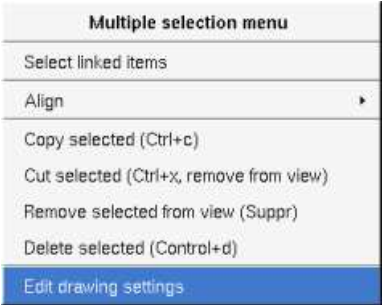 Multiple selection menu
Select linked items
Align
Copy selected (Ctrl+c)
Cut selected (Ctrl+x, remove from view)
Remove selected from view (Suppr)
Delete selected (Control+d)
Edit drawing settings